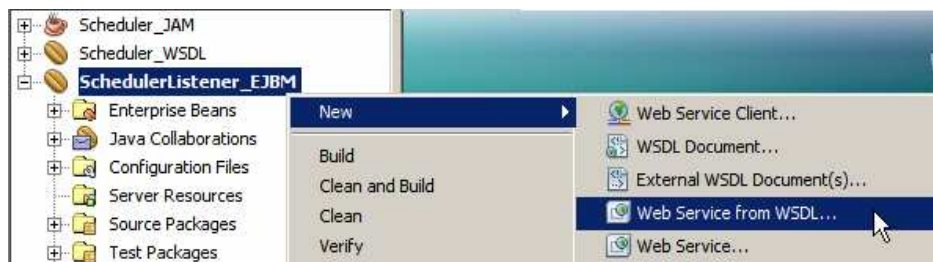 Scheduler_JAM
Scheduler_WSDL
SchedulerListener_EJBM
Enterprise Beans
Java Collaborations
Configuration Files
Server Resources
Source Packages
Test Packages
New
Build
Clean and Build
Clean
Verify
Web Service Client...
WSDL Document...
External WSDL Document(s)...
Web Service from WSDL...
Web Service...